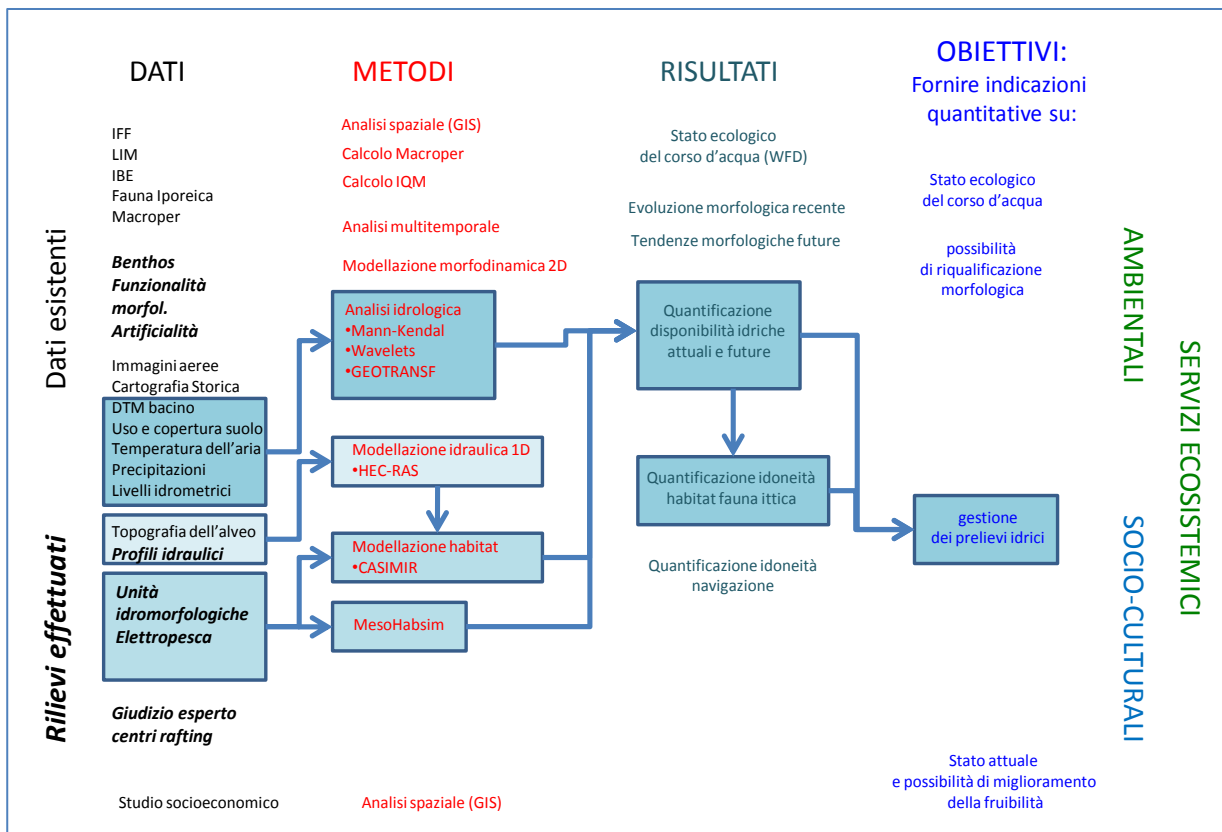 DATI
METODI
RISULTATI
OBIETTIVI:
Fornire indicazioni
quantitative su:
Dati esistenti
Rilievi effettuati
IFF
LIM
IBE
Fauna Iporeica
Macroper
Benthos
Funzionalità
morfol.
Artificialità
Immagini aeree
Cartografia Storica
DTM bacino
Uso e copertura suolo
Temperatura dell'aria
Precipitazioni
Livelli idrometrici
Topografia dell'alveo
Profili idraulici
Unità
idromorfologiche
Elettropesca
Giudizio esperto
centri rafting
Studio socioeconomico
Analisi spaziale (GIS)
Calcolo Macroper
Calcolo IQM
Analisi multitemporale
Modellazione morfodinamica 2D
Analisi idrologica
•Mann-Kendal
•Wavelets
•GEOTRANSF
Modellazione idraulica 1D
•HEC-RAS
Modellazione habitat
•CASIMIR
MesoHabsim
Analisi spaziale (GIS)
Stato ecologico
del corso d'acqua (WFD)
Evoluzione morfologica recente
Tendenze morfologiche future
Quantificazione
disponibilità idriche
attuali e future
Quantificazione idoneità
habitat fauna ittica
Quantificazione idoneità
navigazione
Stato ecologico
del corso d'acqua
possibilità
di riqualificazione
morfologica
gestione
dei prelievi idrici
Stato attuale
e possibilità di miglioramento
della fruibilità
AMBIENTALI
SOCIO-CULTURALI
SERVIZI ECOSISTEMICI